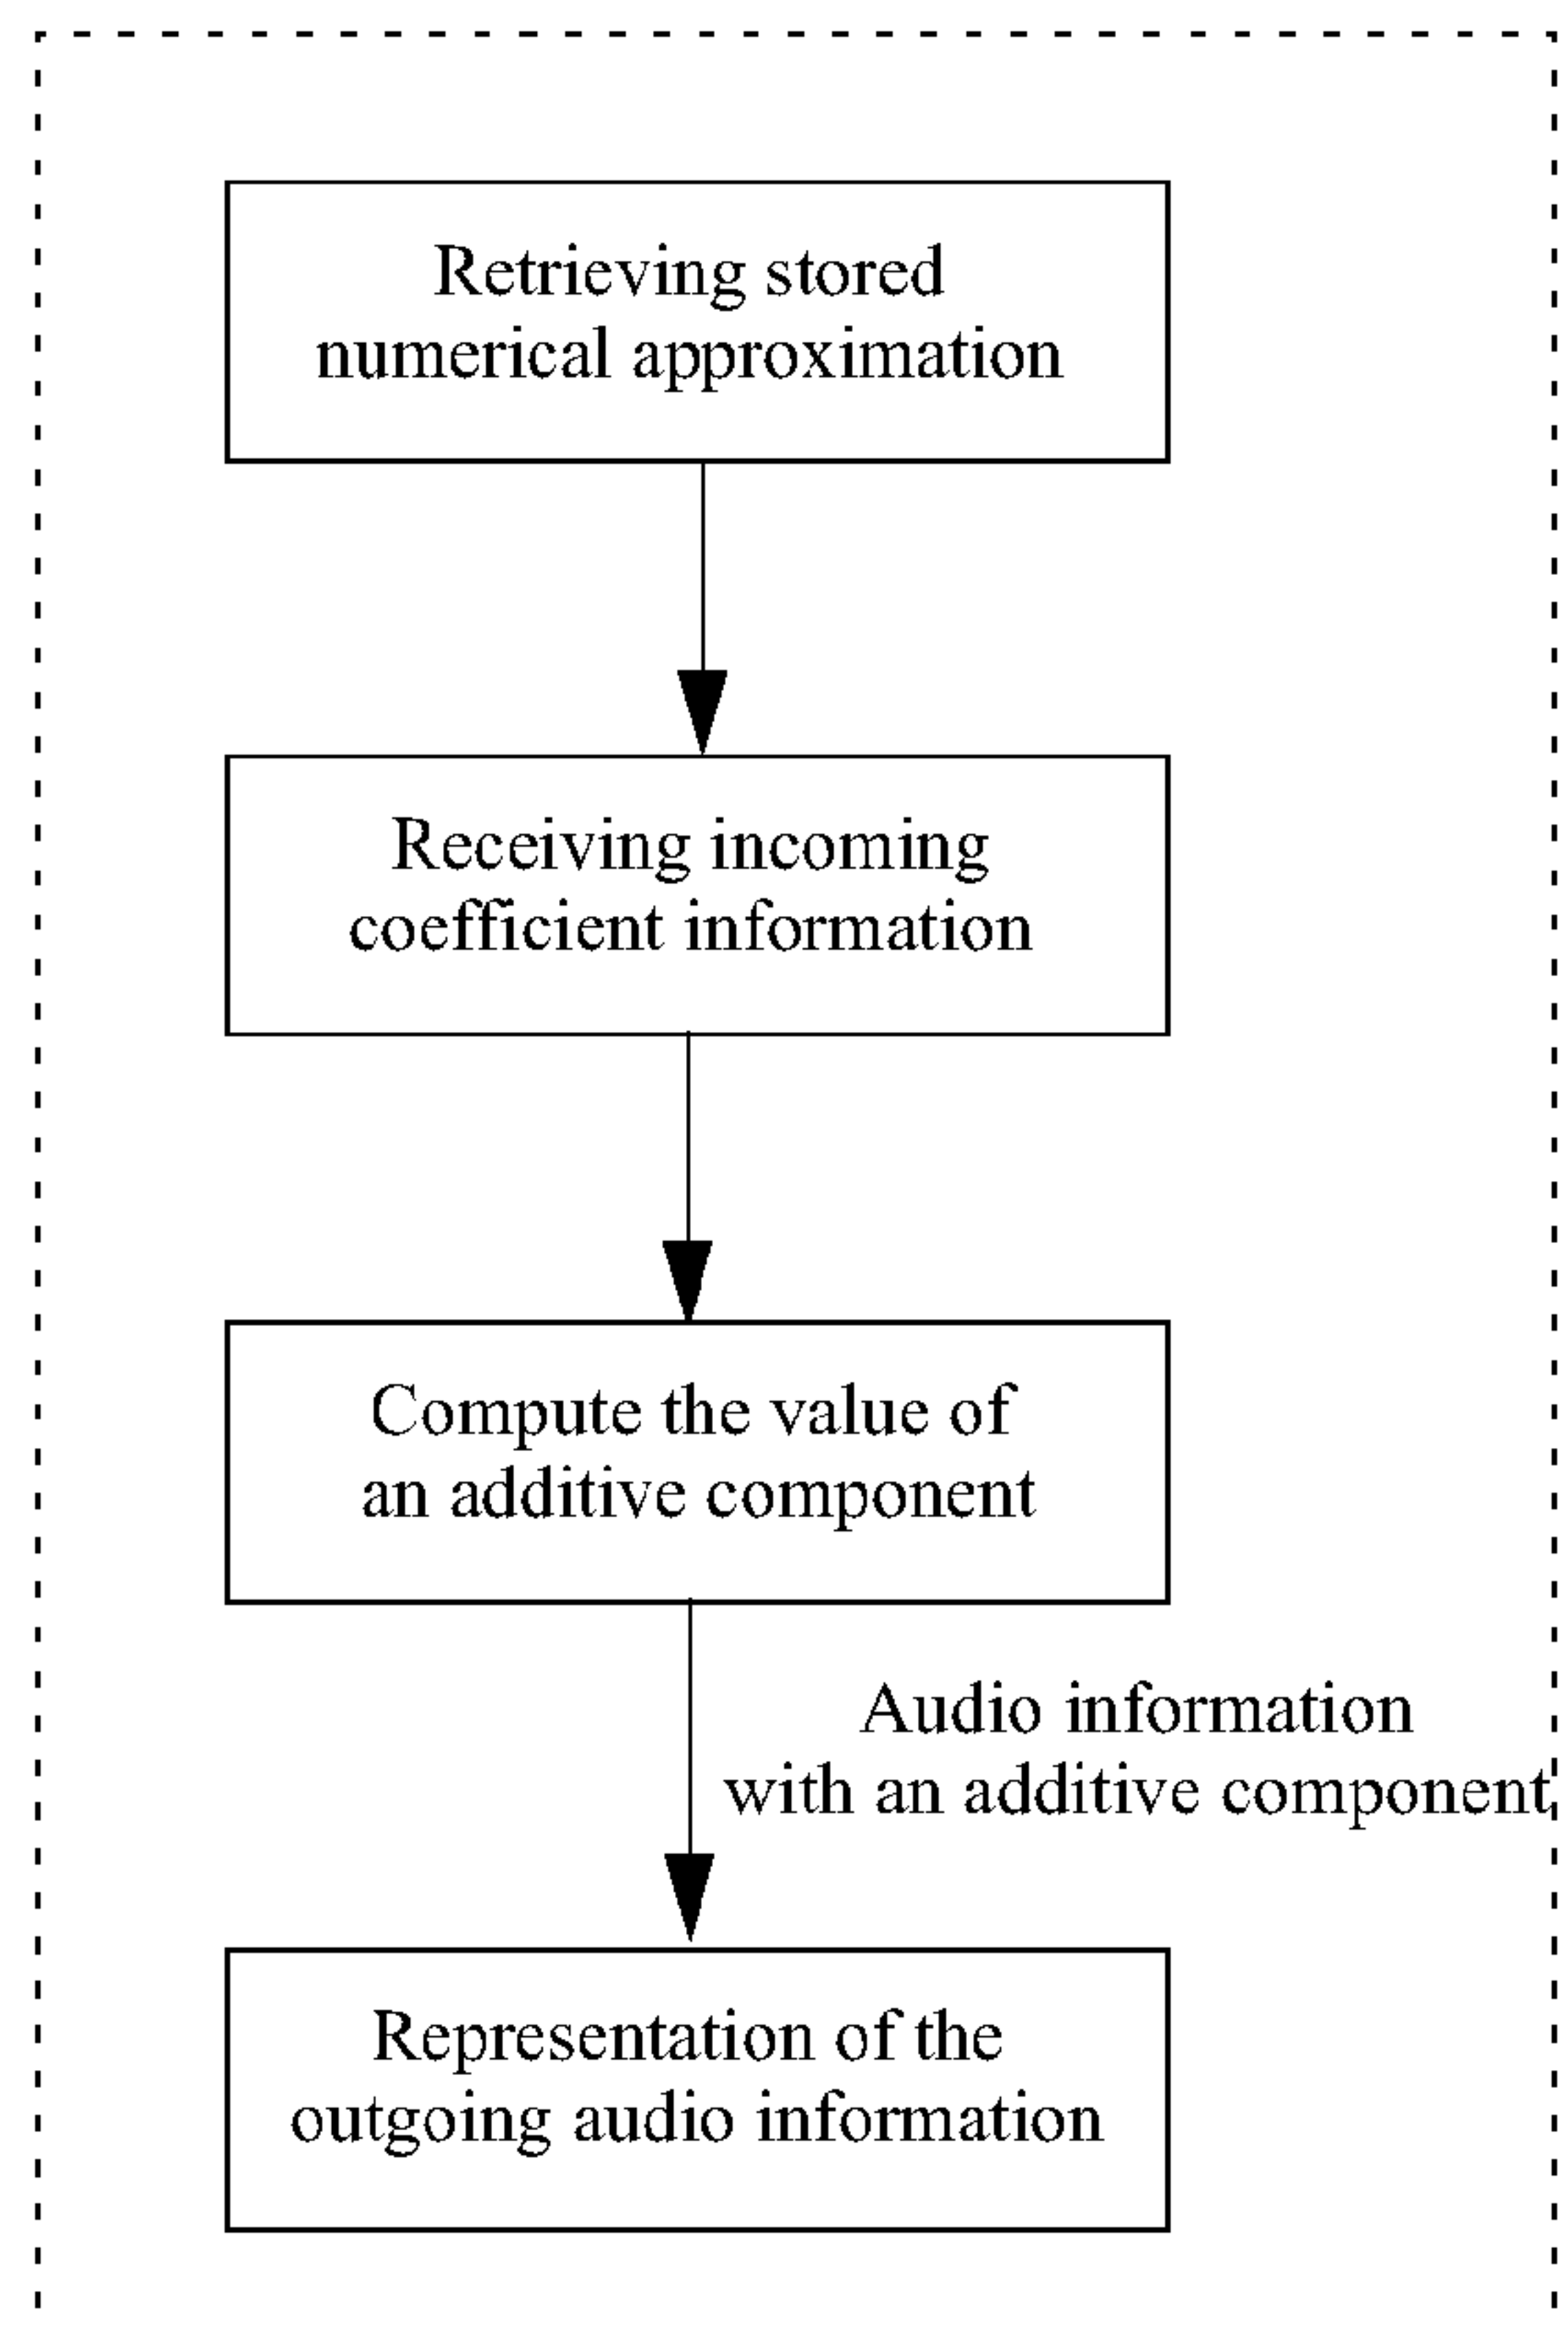 Retrieving stored
numerical approximation
Receiving incoming
coefficient information
Compute the value of
an additive component
Audio information
with an additive component
Representation of the
outgoing audio information